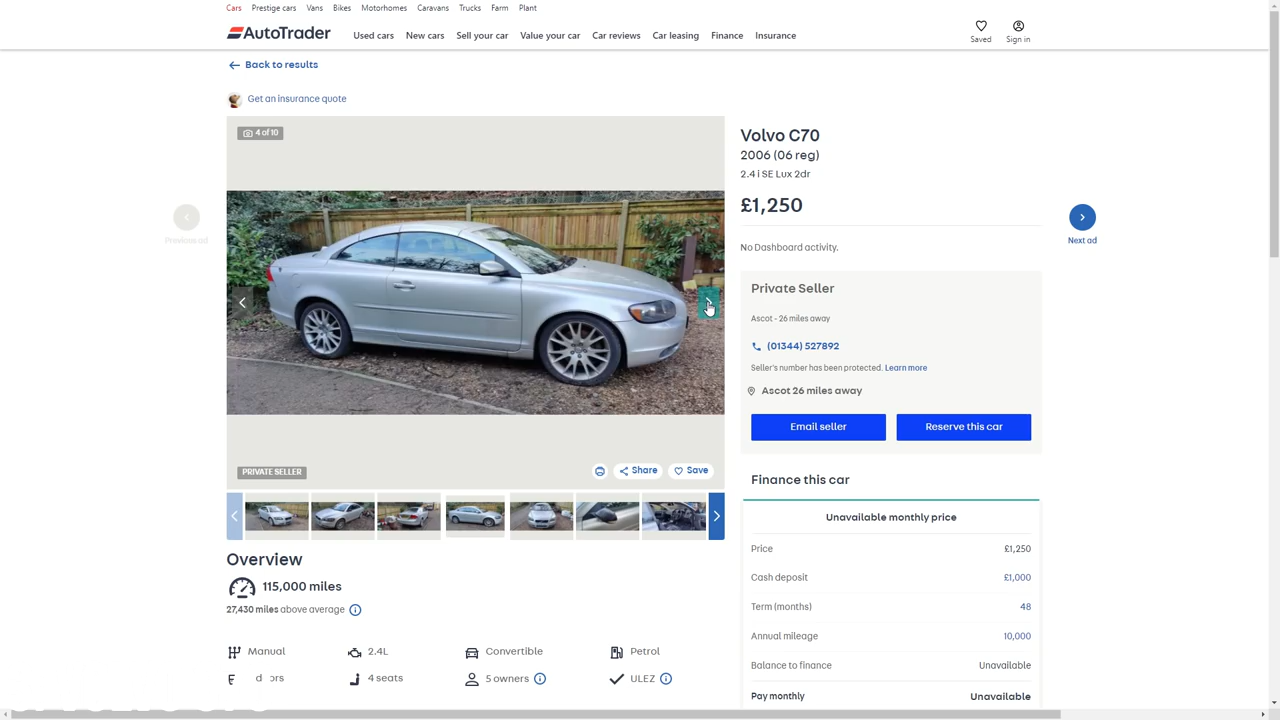 Cars Prestige cars Vans Bikes Motorhomes Caravans Trucks Farm Plant
AutoTrader Used cars New cars Sell your car Value your car Car reviews Car leasing Finance Insurance Saved Sign in
Back to results
Get an insurance quote
4 of 10
PRIVATE SELLER
Share Save
Previous ad
Overview
115,000 miles
27,430 miles above average
Manual 2.4L Convertible Petrol
4 seats 5 owners ULEZ
Volvo C70
2006 (06 reg)
2.4 i SE Lux 2dr
£1,250
No Dashboard activity.
Private Seller
Ascot - 26 miles away
(01344) 527892
Seller's number has been protected. Learn more
Ascot 26 miles away
Email seller Reserve this car
Finance this car
Unavailable monthly price
Price £1,250
Cash deposit £1,000
Term (months) 48
Annual mileage 10,000
Balance to finance Unavailable
Pay monthly Unavailable
Next ad